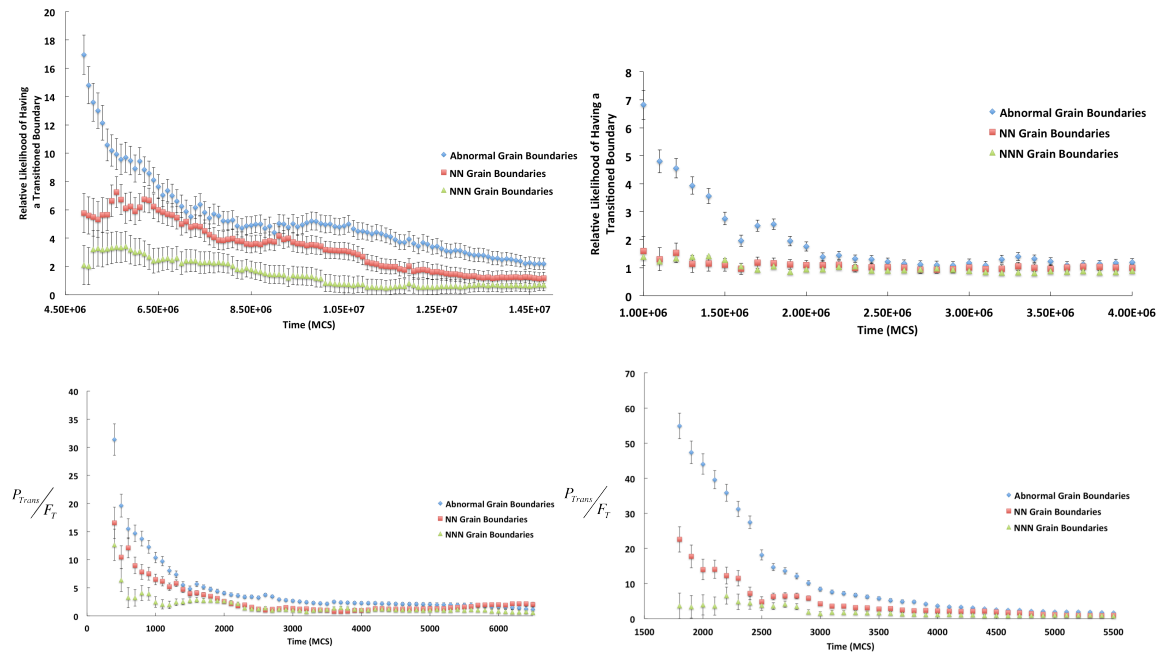 20
18
16
14
12
10
8
6
4
2
0
4.50E+06
6.50E+06
8.50E+06
1.05E+07
1.25E+07
1.45E+07
Time (MCS)
Relative Likelihood of Having
a Transitioned Boundary
Abnormal Grain Boundaries
NN Grain Boundaries
NNN Grain Boundaries
8
7
6
5
4
3
2
1
0
1.00E+06
1.50E+06
2.00E+06
2.50E+06
3.00E+06
3.50E+06
4.00E+06
Time (MCS)
Relative Likelihood of Having a
Transitioned Boundary
Abnormal Grain Boundaries
NN Grain Boundaries
NNN Grain Boundaries
40
35
30
25
20
15
10
5
0
0
1000
2000
3000
4000
5000
6000
Time (MCS)
P_Trans/F_T
Abnormal Grain Boundaries
NN Grain Boundaries
NNN Grain Boundaries
70
60
50
40
30
20
10
0
1500
2000
2500
3000
3500
4000
4500
5000
5500
Time (MCS)
P_Trans/F_T
Abnormal Grain Boundaries
NN Grain Boundaries
NNN Grain Boundaries